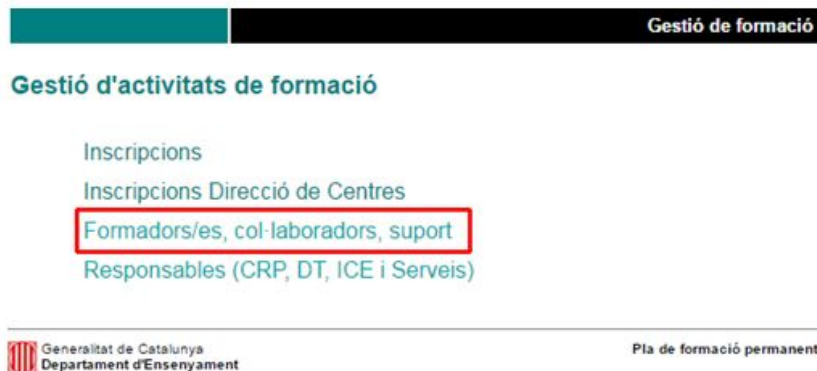 Gestió de formació
Gestió d'activitats de formació
Inscripcions
Inscripcions Direcció de Centres
Formadors/es, col·laboradors, suport
Responsables (CRP, DT, ICE i Serveis)
Generalitat de Catalunya
Departament d'Ensenyament
Pla de formació permanent